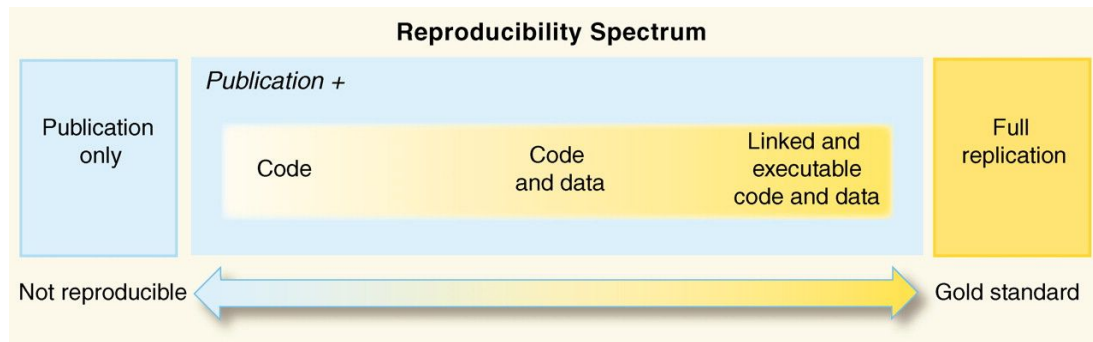 Reproducibility Spectrum
Publication
only
Publication +
Code
Code
and data
Linked and
executable
code and data
Full
replication
Not reproducible
Gold standard